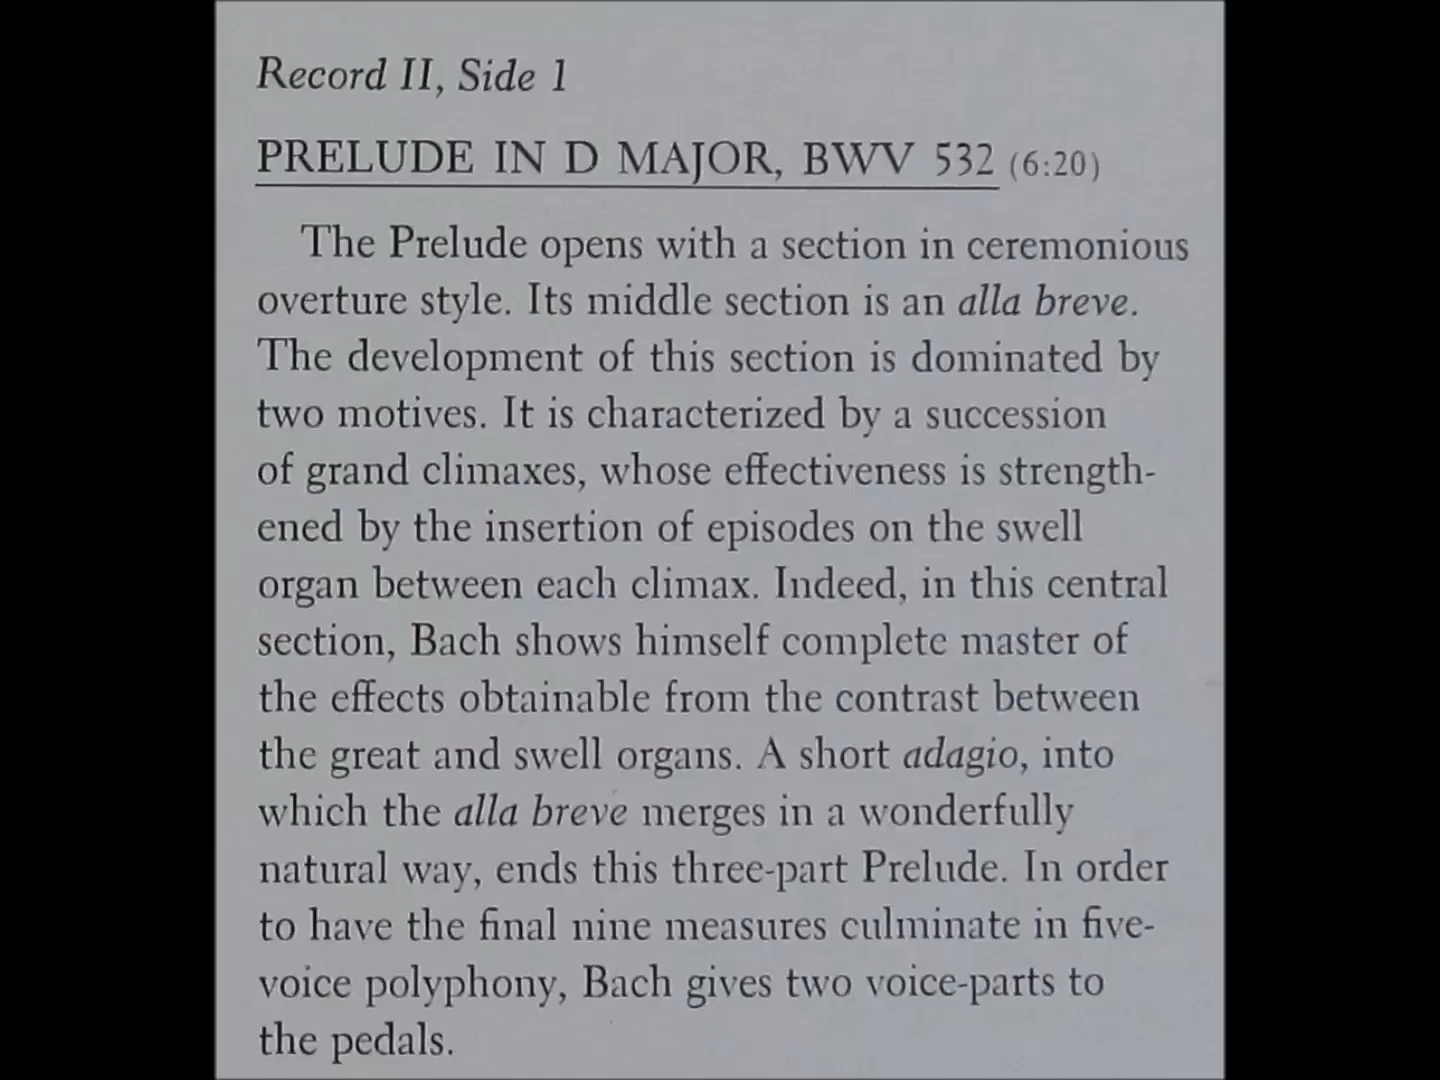 Record II, Side 1
PRELUDE IN D MAJOR, BWV 532 (6:20)
The Prelude opens with a section in ceremonious
overture style. Its middle section is an alla breve.
The development of this section is dominated by
two motives. It is characterized by a succession
of grand climaxes, whose effectiveness is strength-
ened by the insertion of episodes on the swell
organ between each climax. Indeed, in this central
section, Bach shows himself complete master of
the effects obtainable from the contrast between
the great and swell organs. A short adagio, into
which the alla breve merges in a wonderfully
natural way, ends this three-part Prelude. In order
to have the final nine measures culminate in five-
voice polyphony, Bach gives two voice-parts to
the pedals.